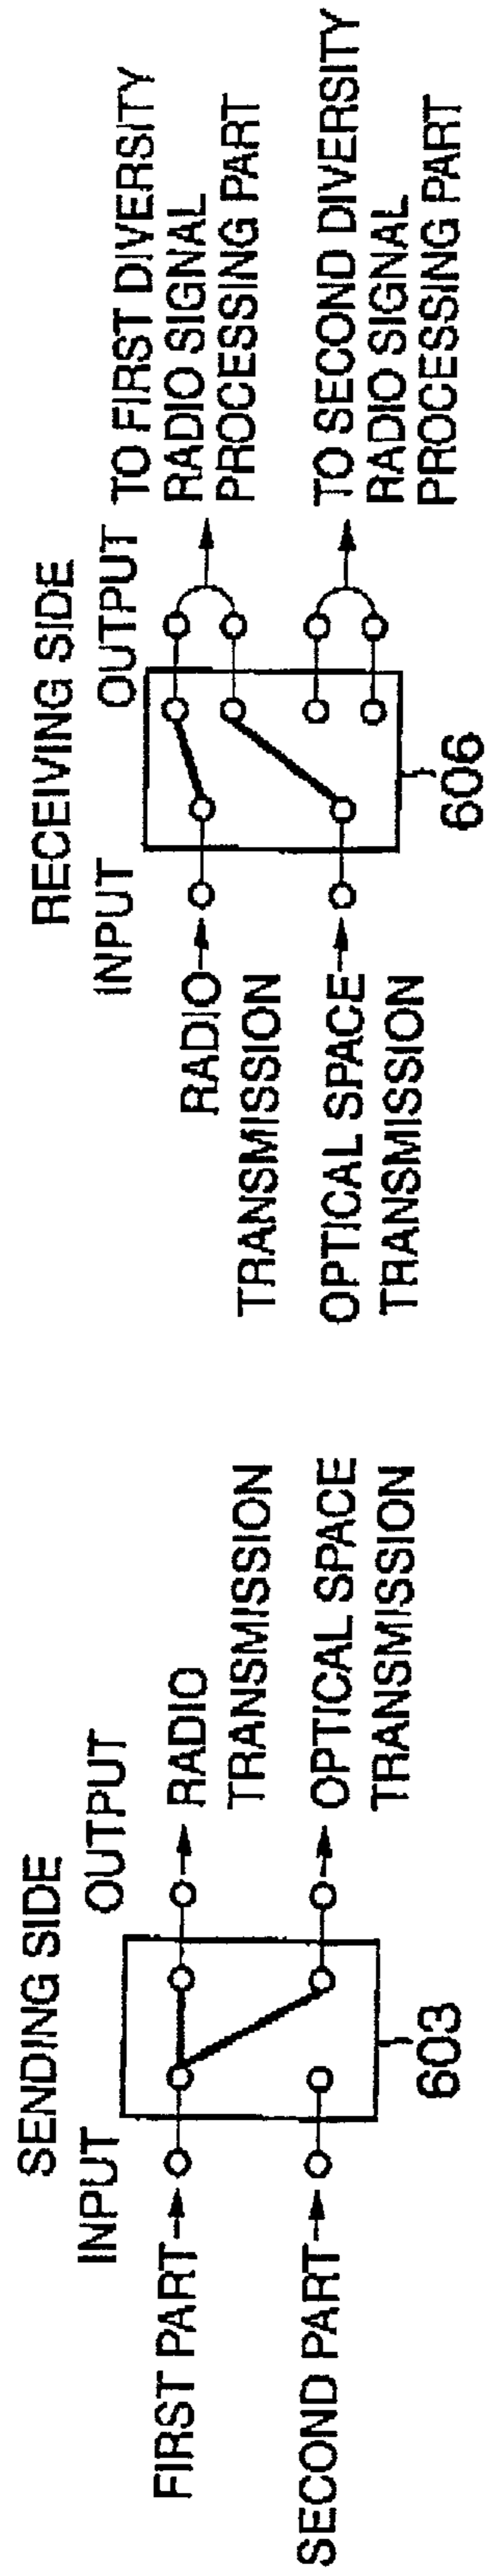 SENDING SIDE
INPUT
OUTPUT
FIRST PART
RADIO
TRANSMISSION
SECOND PART
OPTICAL SPACE
TRANSMISSION
603
RECEIVING SIDE
INPUT
OUTPUT
RADIO
TRANSMISSION
OPTICAL SPACE
TRANSMISSION
TO FIRST DIVERSITY
RADIO SIGNAL
PROCESSING PART
TO SECOND DIVERSITY
RADIO SIGNAL
PROCESSING PART
606